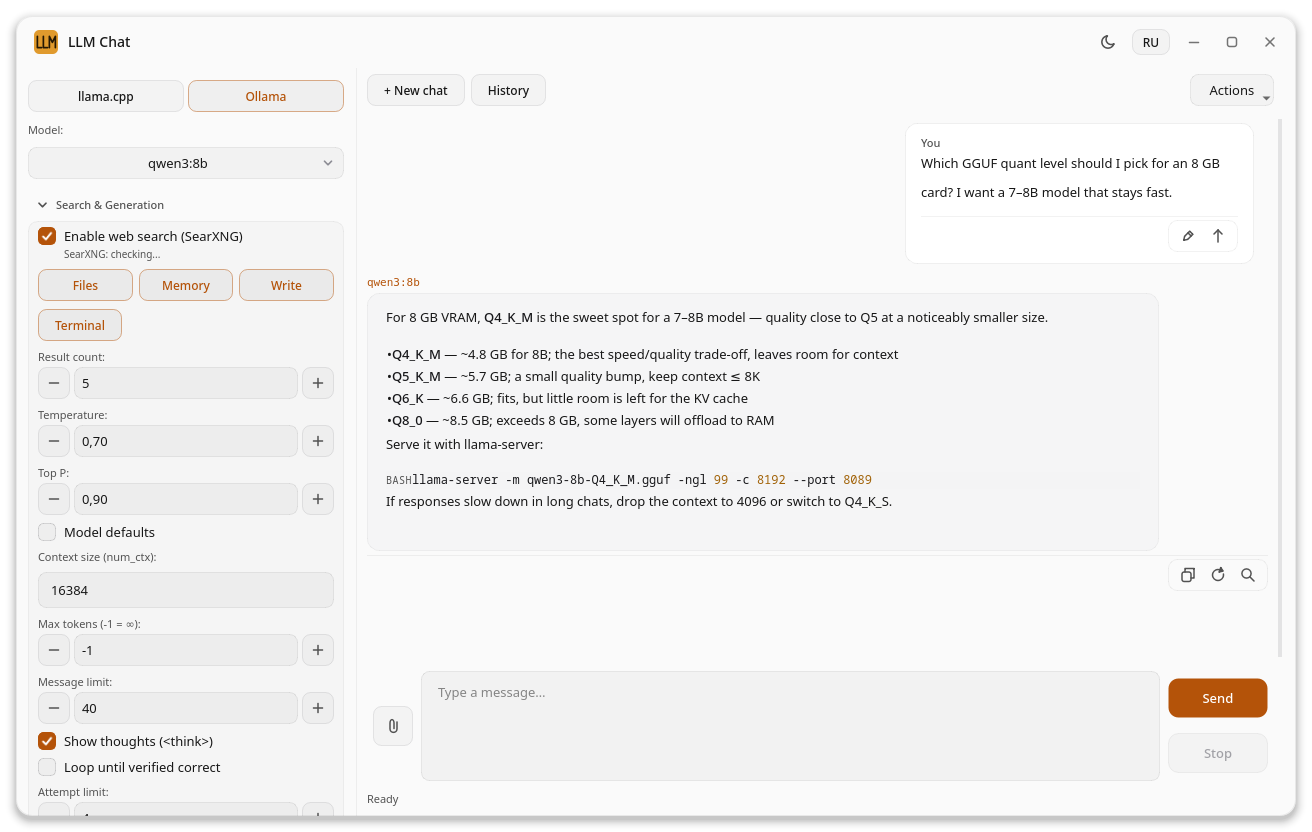 LLM LLM Chat
RU
llama.cpp Ollama
Model:
qwen3:8b
Search & Generation
Enable web search (SearXNG)
SearXNG: checking...
Files Memory Write
Terminal
Result count:
5
Temperature:
0,70
Top P:
0,90
Model defaults
Context size (num_ctx):
16384
Max tokens (-1 = ∞):
-1
Message limit:
40
Show thoughts (<think>)
Loop until verified correct
Attempt limit:
+ New chat History Actions
You
Which GGUF quant level should I pick for an 8 GB
card? I want a 7–8B model that stays fast.
qwen3:8b
For 8 GB VRAM, Q4_K_M is the sweet spot for a 7–8B model — quality close to Q5 at a noticeably smaller size.
•Q4_K_M — ~4.8 GB for 8B; the best speed/quality trade-off, leaves room for context
•Q5_K_M — ~5.7 GB; a small quality bump, keep context ≤ 8K
•Q6_K — ~6.6 GB; fits, but little room is left for the KV cache
•Q8_0 — ~8.5 GB; exceeds 8 GB, some layers will offload to RAM
Serve it with llama-server:
BASHllama-server -m qwen3-8b-Q4_K_M.gguf -ngl 99 -c 8192 --port 8089
If responses slow down in long chats, drop the context to 4096 or switch to Q4_K_S.
Type a message...
Send
Stop
Ready